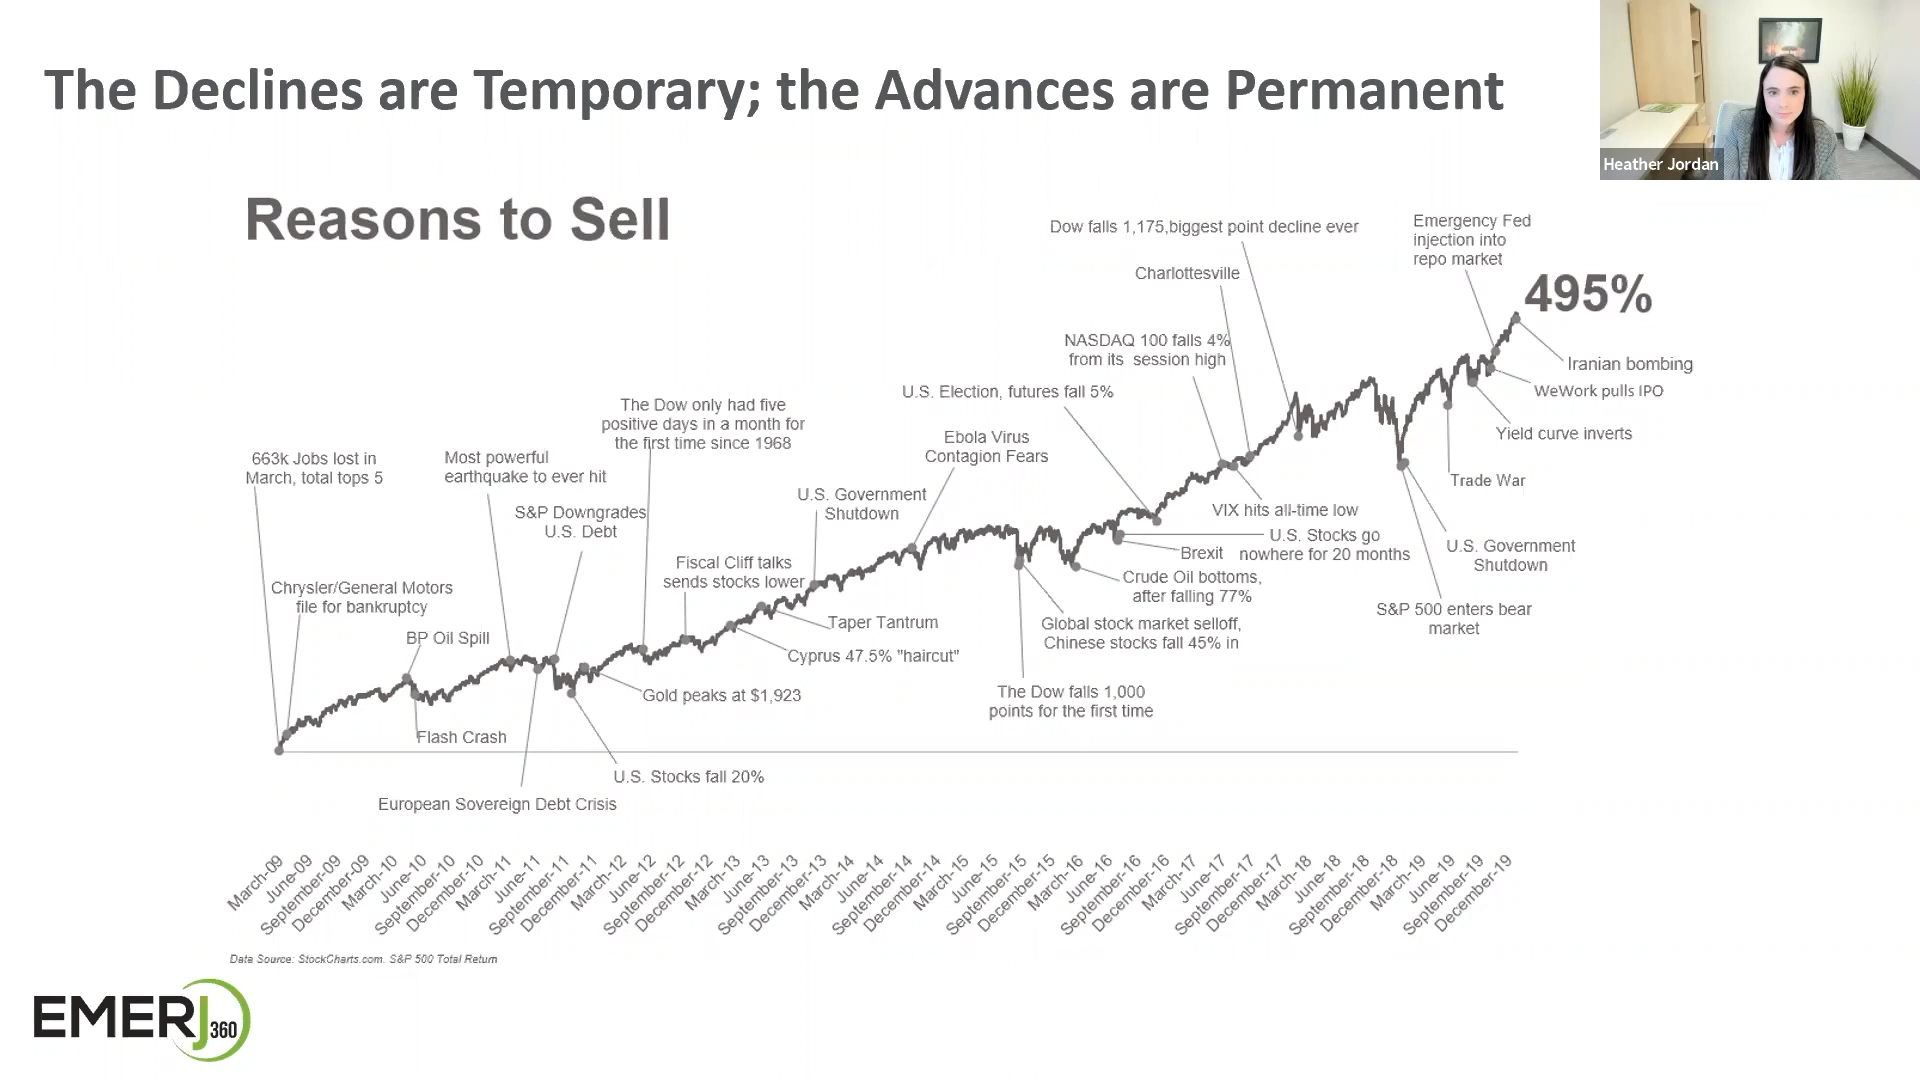 The Declines are Temporary; the Advances are Permanent
Heather Jordan
Reasons to Sell
Dow falls 1,175,biggest point decline ever
Emergency Fed
injection into
repo market
Charlottesville
495%
NASDAQ 100 falls 4%
from its session high
Iranian bombing
WeWork pulls IPO
U.S. Election, futures fall 5%
The Dow only had five
positive days in a month for
the first time since 1968
Yield curve inverts
Ebola Virus
Contagion Fears
663k Jobs lost in
March, total tops 5
Most powerful
earthquake to ever hit
Trade War
U.S. Government
Shutdown
S&P Downgrades
U.S. Debt
VIX hits all-time low
U.S. Stocks go
nowhere for 20 months
Brexit
U.S. Government
Shutdown
Fiscal Cliff talks
sends stocks lower
Crude Oil bottoms,
after falling 77%
Chrysler/General Motors
file for bankruptcy
S&P 500 enters bear
market
Taper Tantrum
Global stock market selloff,
Chinese stocks fall 45% in
BP Oil Spill
Cyprus 47.5% "haircut"
Gold peaks at $1,923
The Dow falls 1,000
points for the first time
Flash Crash
U.S. Stocks fall 20%
European Sovereign Debt Crisis
March-09
June-09
September-09
December-09
March-10
June-10
September-10
December-10
March-11
June-11
September-11
December-11
March-12
June-12
September-12
December-12
March-13
June-13
September-13
December-13
March-14
June-14
September-14
December-14
March-15
June-15
September-15
December-15
March-16
June-16
September-16
December-16
March-17
June-17
September-17
December-17
March-18
June-18
September-18
December-18
March-19
June-19
September-19
December-19
Data Source: StockCharts.com. S&P 500 Total Return
EMERJ360